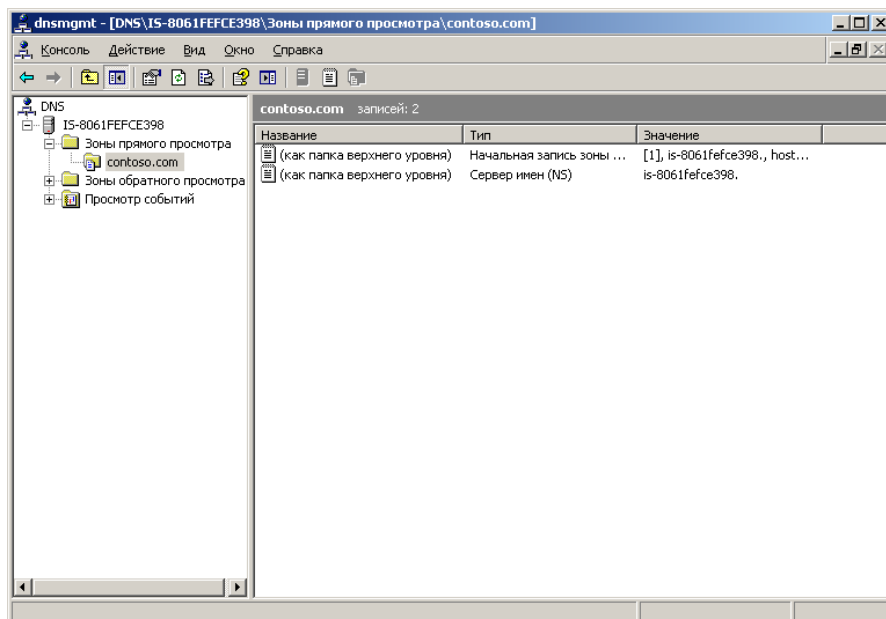 dnsmgmt - [DNS\IS-8061FEFCE398\Зоны прямого просмотра\contoso.com]
Консоль Действие Вид Окно Справка
DNS
IS-8061FEFCE398
Зоны прямого просмотра
contoso.com
Зоны обратного просмотра
Просмотр событий
contoso.com записей: 2
Название Тип Значение
(как папка верхнего уровня) Начальная запись зоны ... [1], is-8061fefce398., host...
(как папка верхнего уровня) Сервер имен (NS) is-8061fefce398.